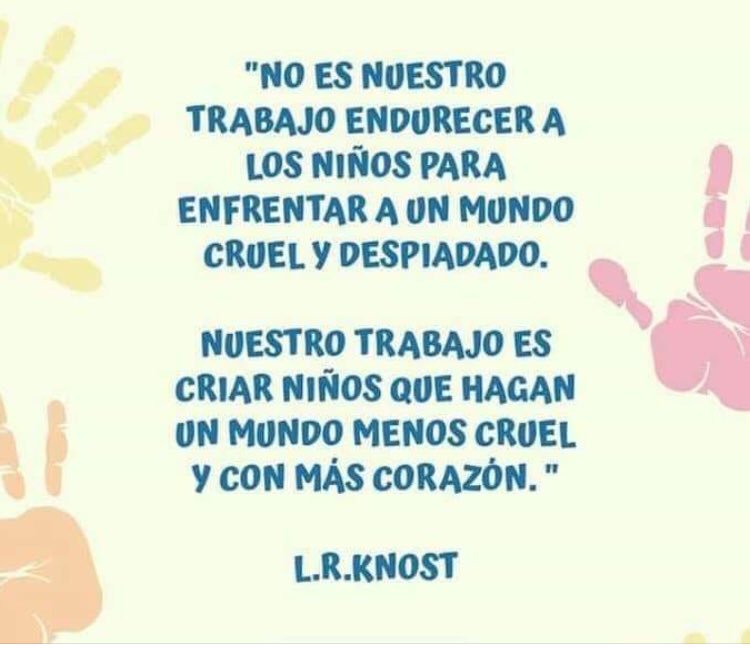 "NO ES NUESTRO
TRABAJO ENDURECER A
LOS NIÑOS PARA
ENFRENTAR A UN MUNDO
CRUEL Y DESPIADADO.
NUESTRO TRABAJO ES
CRIAR NIÑOS QUE HAGAN
UN MUNDO MENOS CRUEL
Y CON MÁS CORAZÓN. "
L.R.KNOST